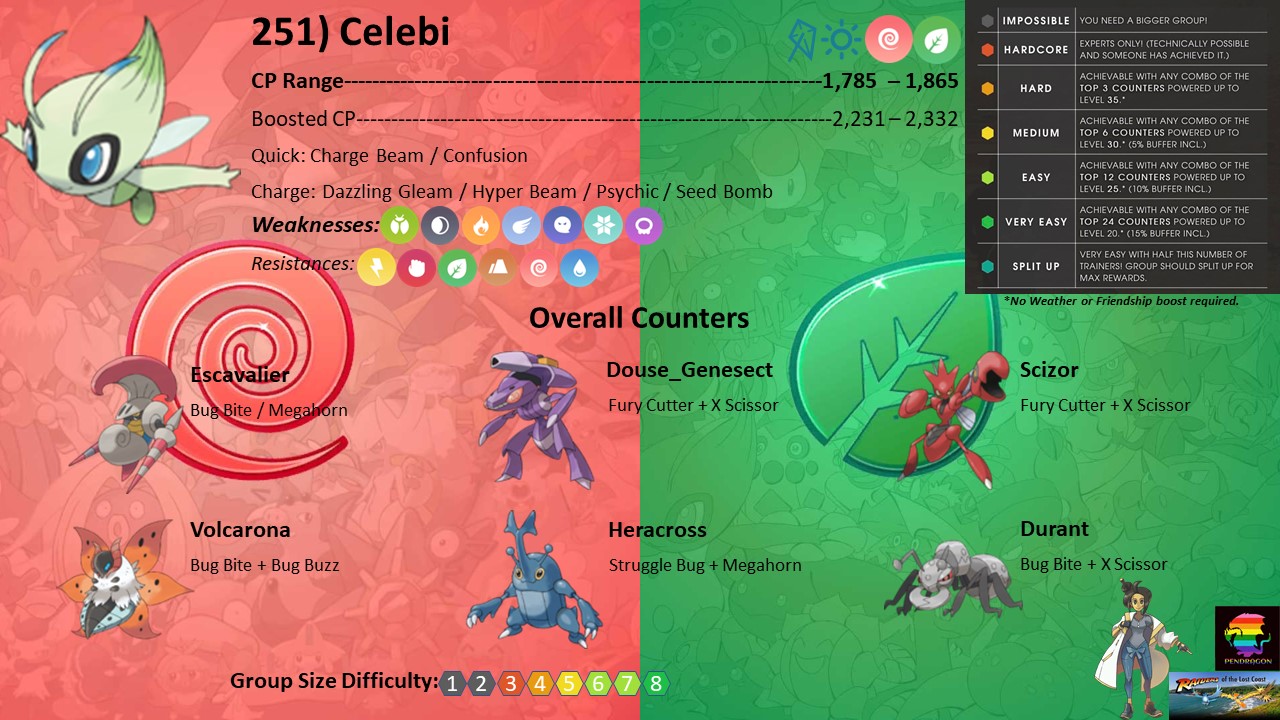 251) Celebi
CP Range--------------------------------------------------------------------1,785 – 1,865
Boosted CP--------------------------------------------------------------------2,231 – 2,332
Quick: Charge Beam / Confusion
Charge: Dazzling Gleam / Hyper Beam / Psychic / Seed Bomb
Weaknesses:
Resistances:
IMPOSSIBLE YOU NEED A BIGGER GROUP!
HARDCORE EXPERTS ONLY! (TECHNICALLY POSSIBLE
AND SOMEONE HAS ACHIEVED IT.)
HARD ACHIEVABLE WITH ANY COMBO OF THE
TOP 3 COUNTERS POWERED UP TO
LEVEL 35.*
MEDIUM ACHIEVABLE WITH ANY COMBO OF THE
TOP 6 COUNTERS POWERED UP TO
LEVEL 30.* (5% BUFFER INCL.)
EASY ACHIEVABLE WITH ANY COMBO OF THE
TOP 12 COUNTERS POWERED UP TO
LEVEL 25.* (10% BUFFER INCL.)
VERY EASY ACHIEVABLE WITH ANY COMBO OF THE
TOP 24 COUNTERS POWERED UP TO
LEVEL 20.* (15% BUFFER INCL.)
SPLIT UP VERY EASY WITH HALF THIS NUMBER OF
TRAINERS! GROUP SHOULD SPLIT UP FOR
MAX REWARDS.
*No Weather or Friendship boost required.
Overall Counters
Escavalier
Bug Bite / Megahorn
Douse_Genesect
Fury Cutter + X Scissor
Scizor
Fury Cutter + X Scissor
Volcarona
Bug Bite + Bug Buzz
Heracross
Struggle Bug + Megahorn
Durant
Bug Bite + X Scissor
Group Size Difficulty: 1 2 3 4 5 6 7 8
PENDRAGON
RAIDERS of the Lost Coast